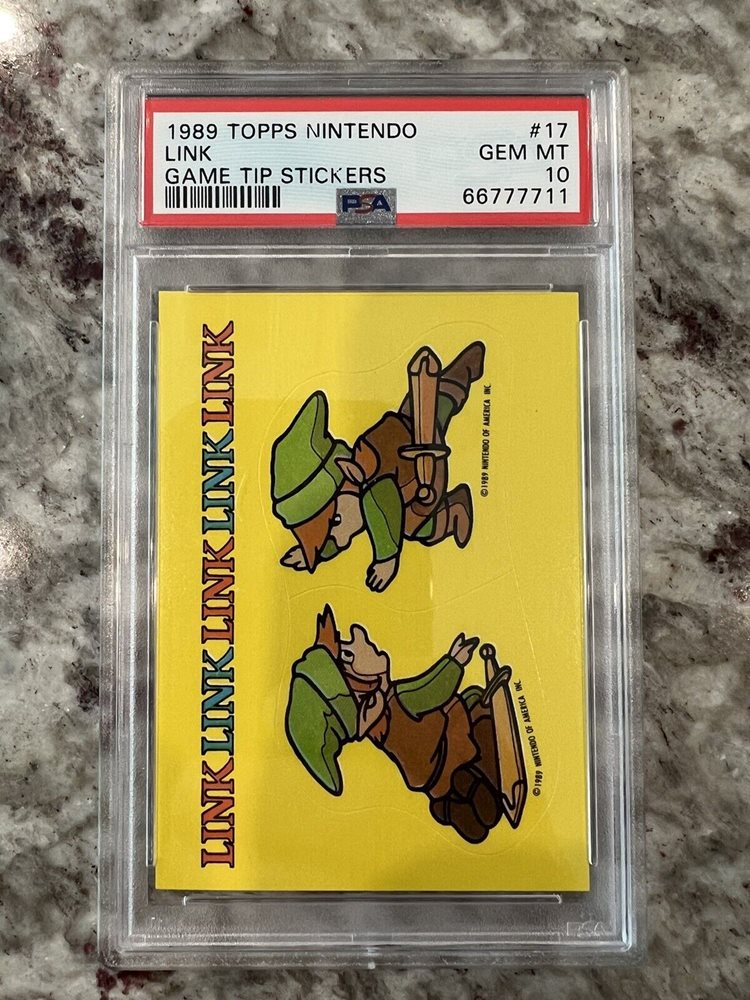 1989 TOPPS NINTENDO #17
LINK GEM MT
GAME TIP STICKERS 10
PSA 66777711
LINK LINK LINK LINK LINK
©1989 NINTENDO OF AMERICA INC.
©1989 NINTENDO OF AMERICA INC.
PSA